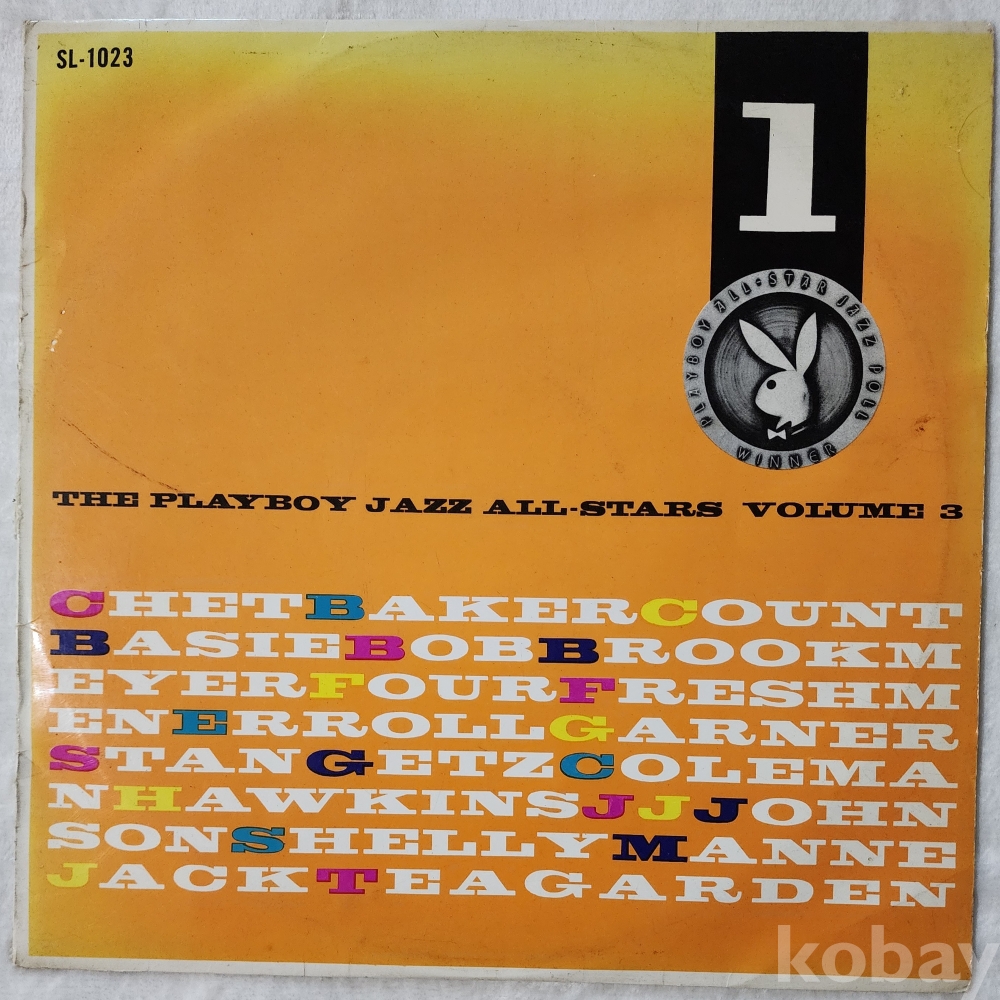 SL-1023
1
PLAYBOY ALL-STAR JAZZ POLL
WINNER
THE PLAYBOY JAZZ ALL-STARS VOLUME 3
CHETBAKERCOUNT
BASIEBOBBROOKM
EYERFOURFRESHM
ENERROLLGARNER
STANGETZCOLEMA
NHAWKINSJJJOHN
SONSHELLYMANNE
JACKTEAGARDEN
kobay